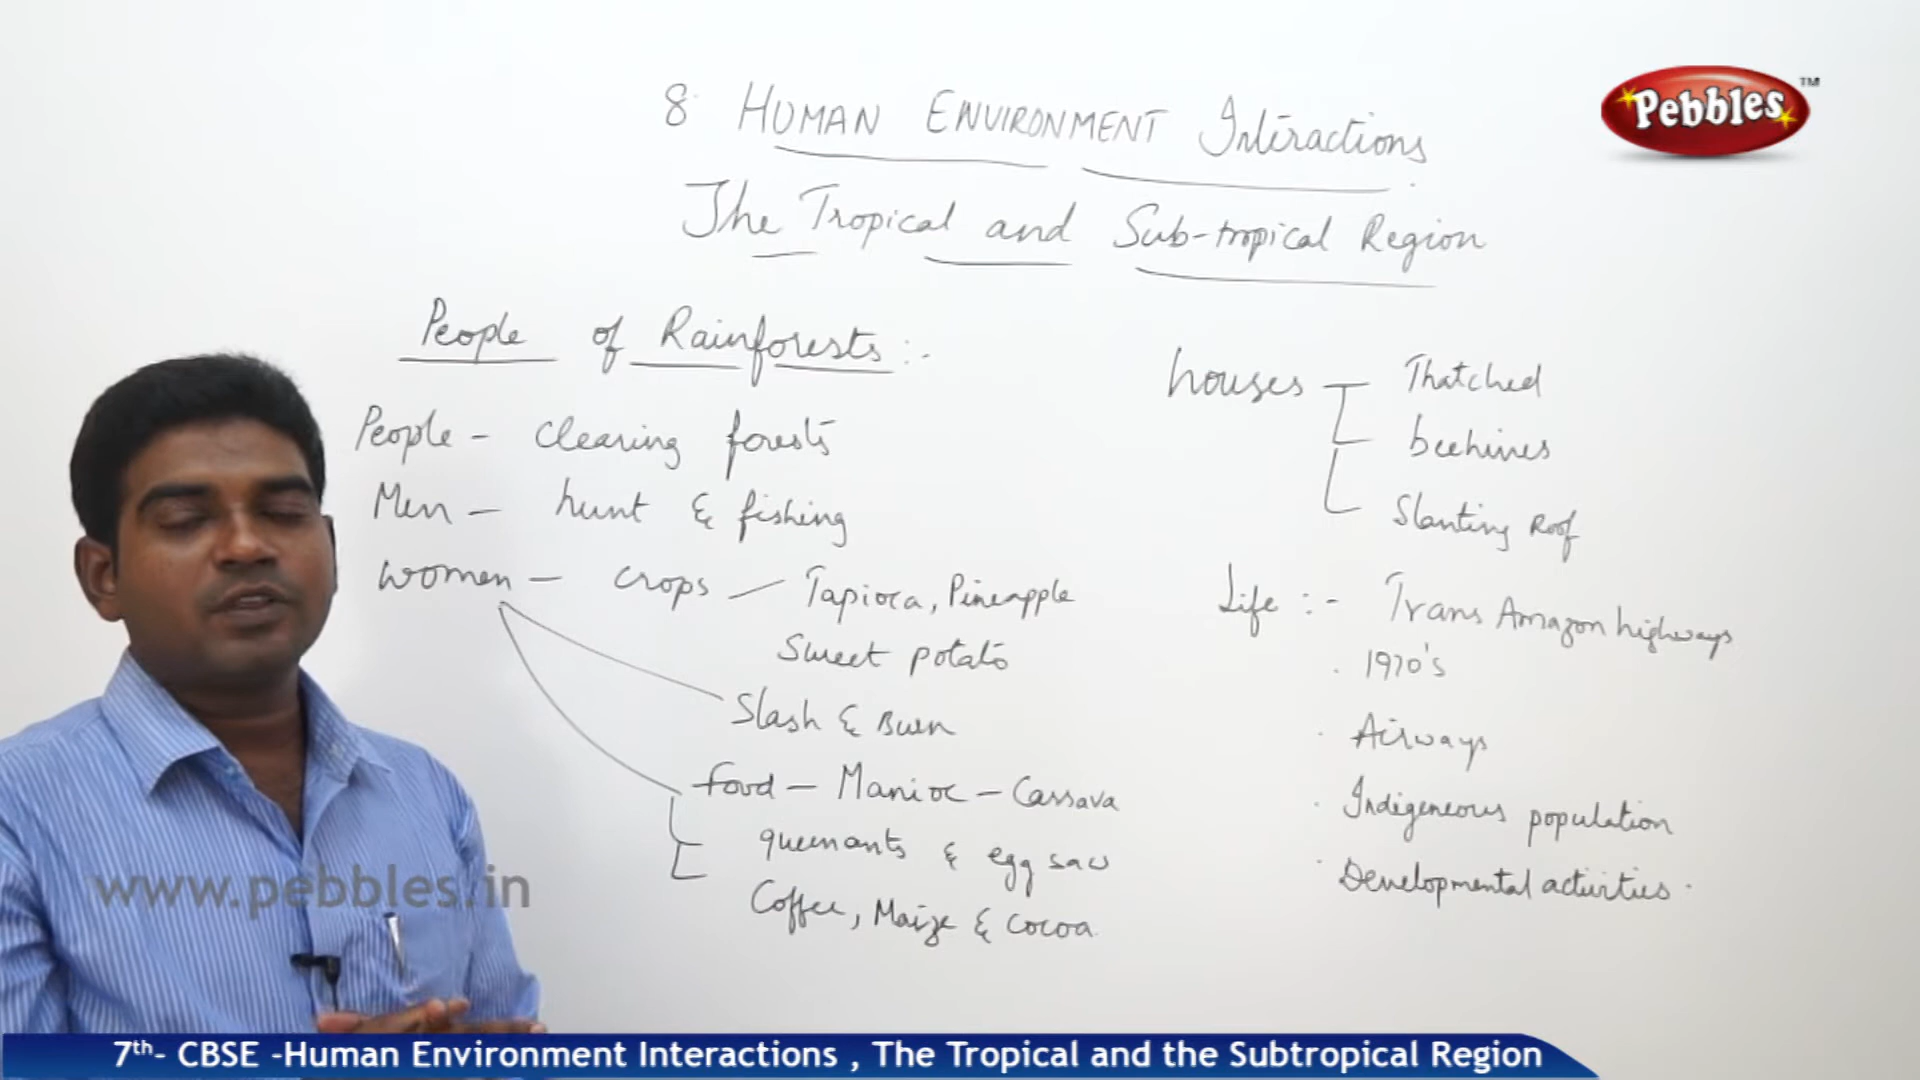 8 HUMAN ENVIRONMENT Interactions
The Tropical and Sub-tropical Region
Pebbles TM
People of Rainforests :-
People - clearing forests
Men - hunt & fishing
women - crops - Tapioca, Pineapple
Sweet potato
Slash & Burn
food - Manioc - Cassava
queenants & egg sac
Coffee, Maize & cocoa.
houses - Thatched
beehives
Slanting Roof
Life :- Trans Amazon highways
. 1970's
. Airways
. Indigeneous population
. Developmental activities.
www.pebbles.in
7th- CBSE -Human Environment Interactions , The Tropical and the Subtropical Region